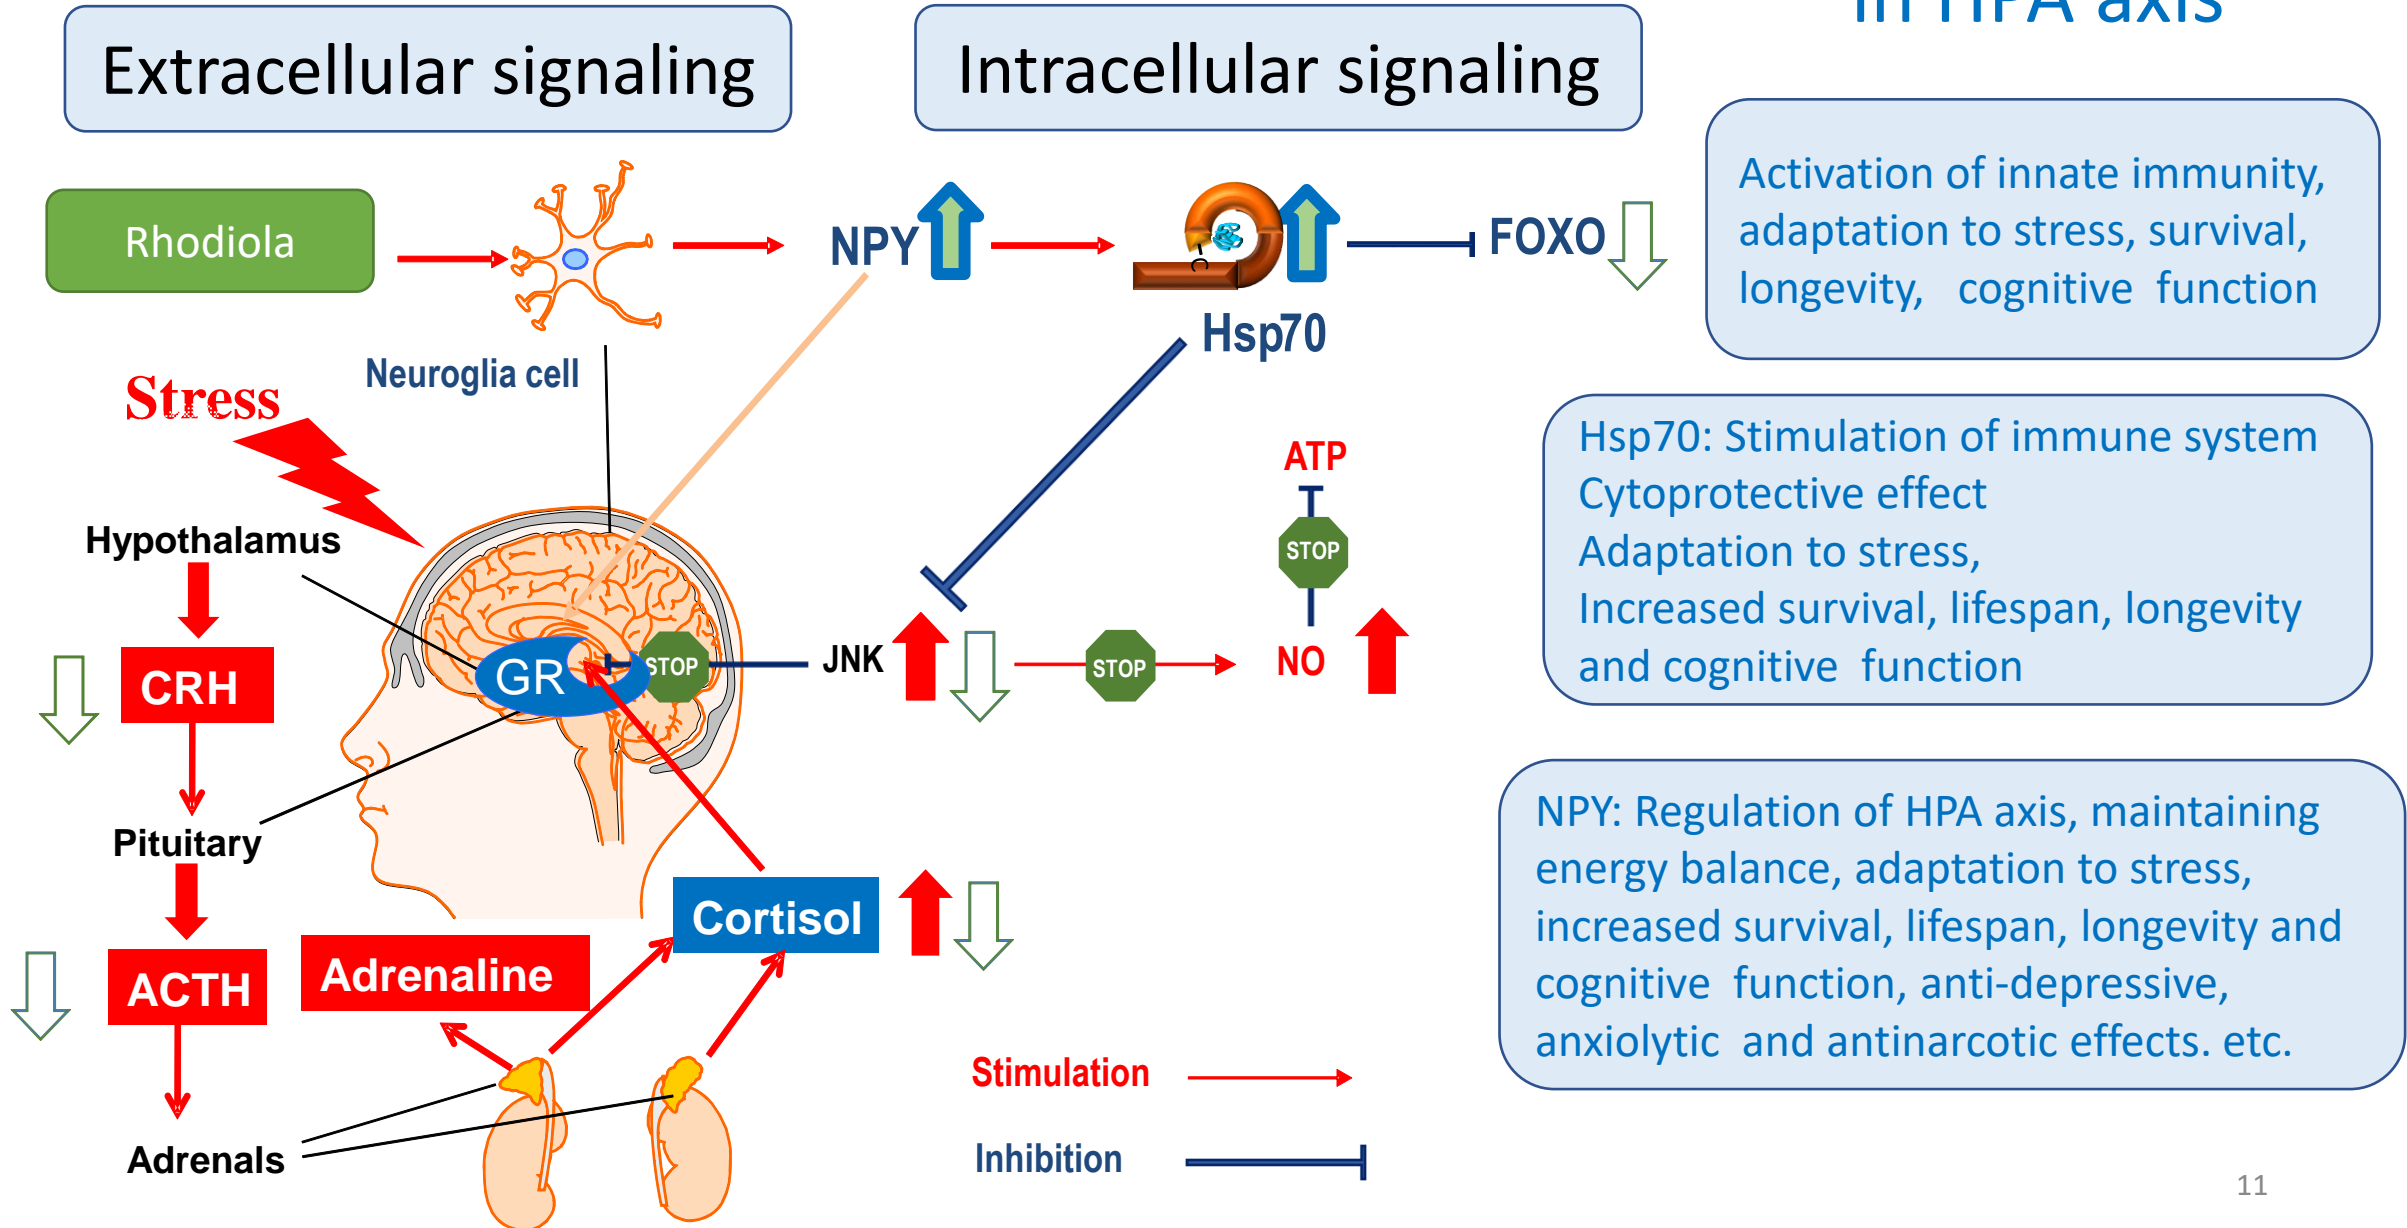 in HPA axis
Extracellular signaling
Intracellular signaling
Rhodiola
NPY
C
Hsp70
FOXO
Activation of innate immunity,
adaptation to stress, survival,
longevity, cognitive function
Neuroglia cell
Stress
ATP
STOP
NO
Hsp70: Stimulation of immune system
Cytoprotective effect
Adaptation to stress,
Increased survival, lifespan, longevity
and cognitive function
Hypothalamus
CRH
GR
STOP
JNK
STOP
Pituitary
ACTH
Adrenaline
Cortisol
NPY: Regulation of HPA axis, maintaining
energy balance, adaptation to stress,
increased survival, lifespan, longevity and
cognitive function, anti-depressive,
anxiolytic and antinarcotic effects. etc.
Adrenals
Stimulation
Inhibition
11